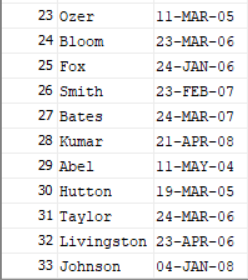 23 Ozer 11-MAR-05
24 Bloom 23-MAR-06
25 Fox 24-JAN-06
26 Smith 23-FEB-07
27 Bates 24-MAR-07
28 Kumar 21-APR-08
29 Abel 11-MAY-04
30 Hutton 19-MAR-05
31 Taylor 24-MAR-06
32 Livingston 23-APR-06
33 Johnson 04-JAN-08